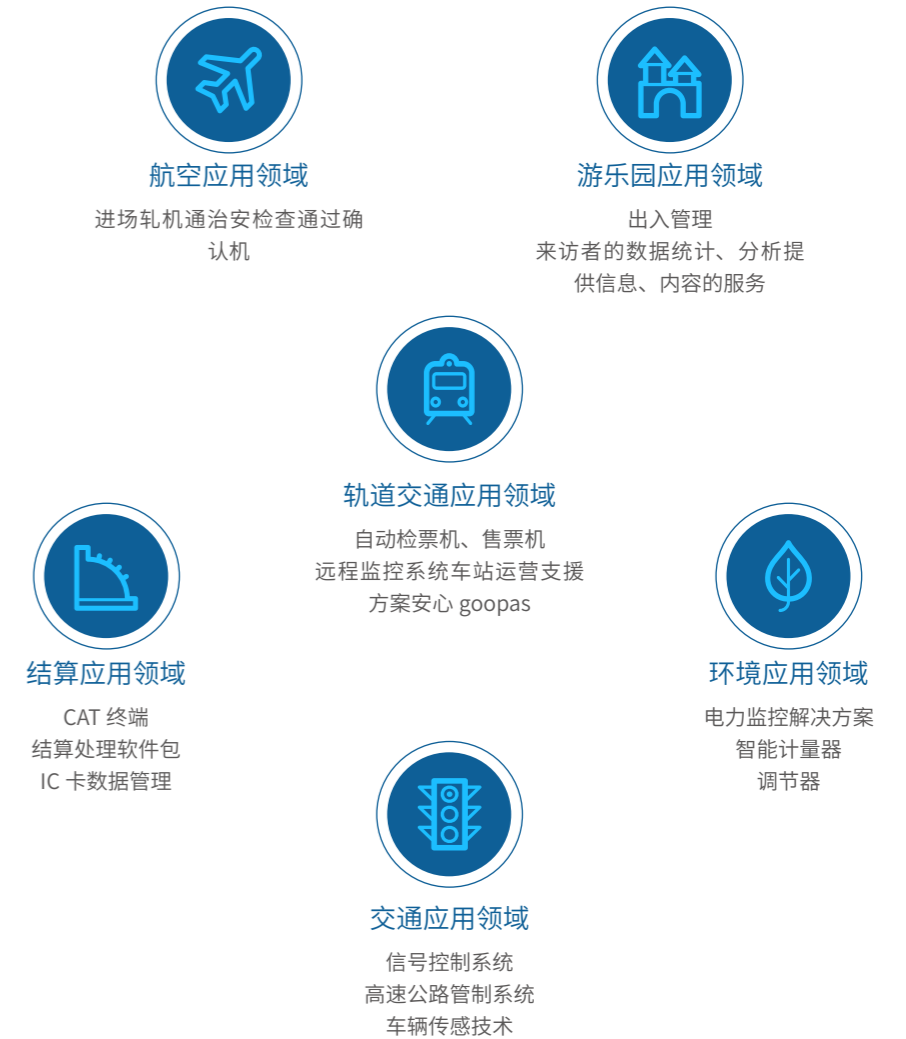 航空应用领域
进场轧机通治安检查通过确
认机
游乐园应用领域
出入管理
来访者的数据统计、分析提
供信息、内容的服务
轨道交通应用领域
自动检票机、售票机
远程监控系统车站运营支援
方案安心 goopas
结算应用领域
CAT 终端
结算处理软件包
IC 卡数据管理
环境应用领域
电力监控解决方案
智能计量器
调节器
交通应用领域
信号控制系统
高速公路管制系统
车辆传感技术